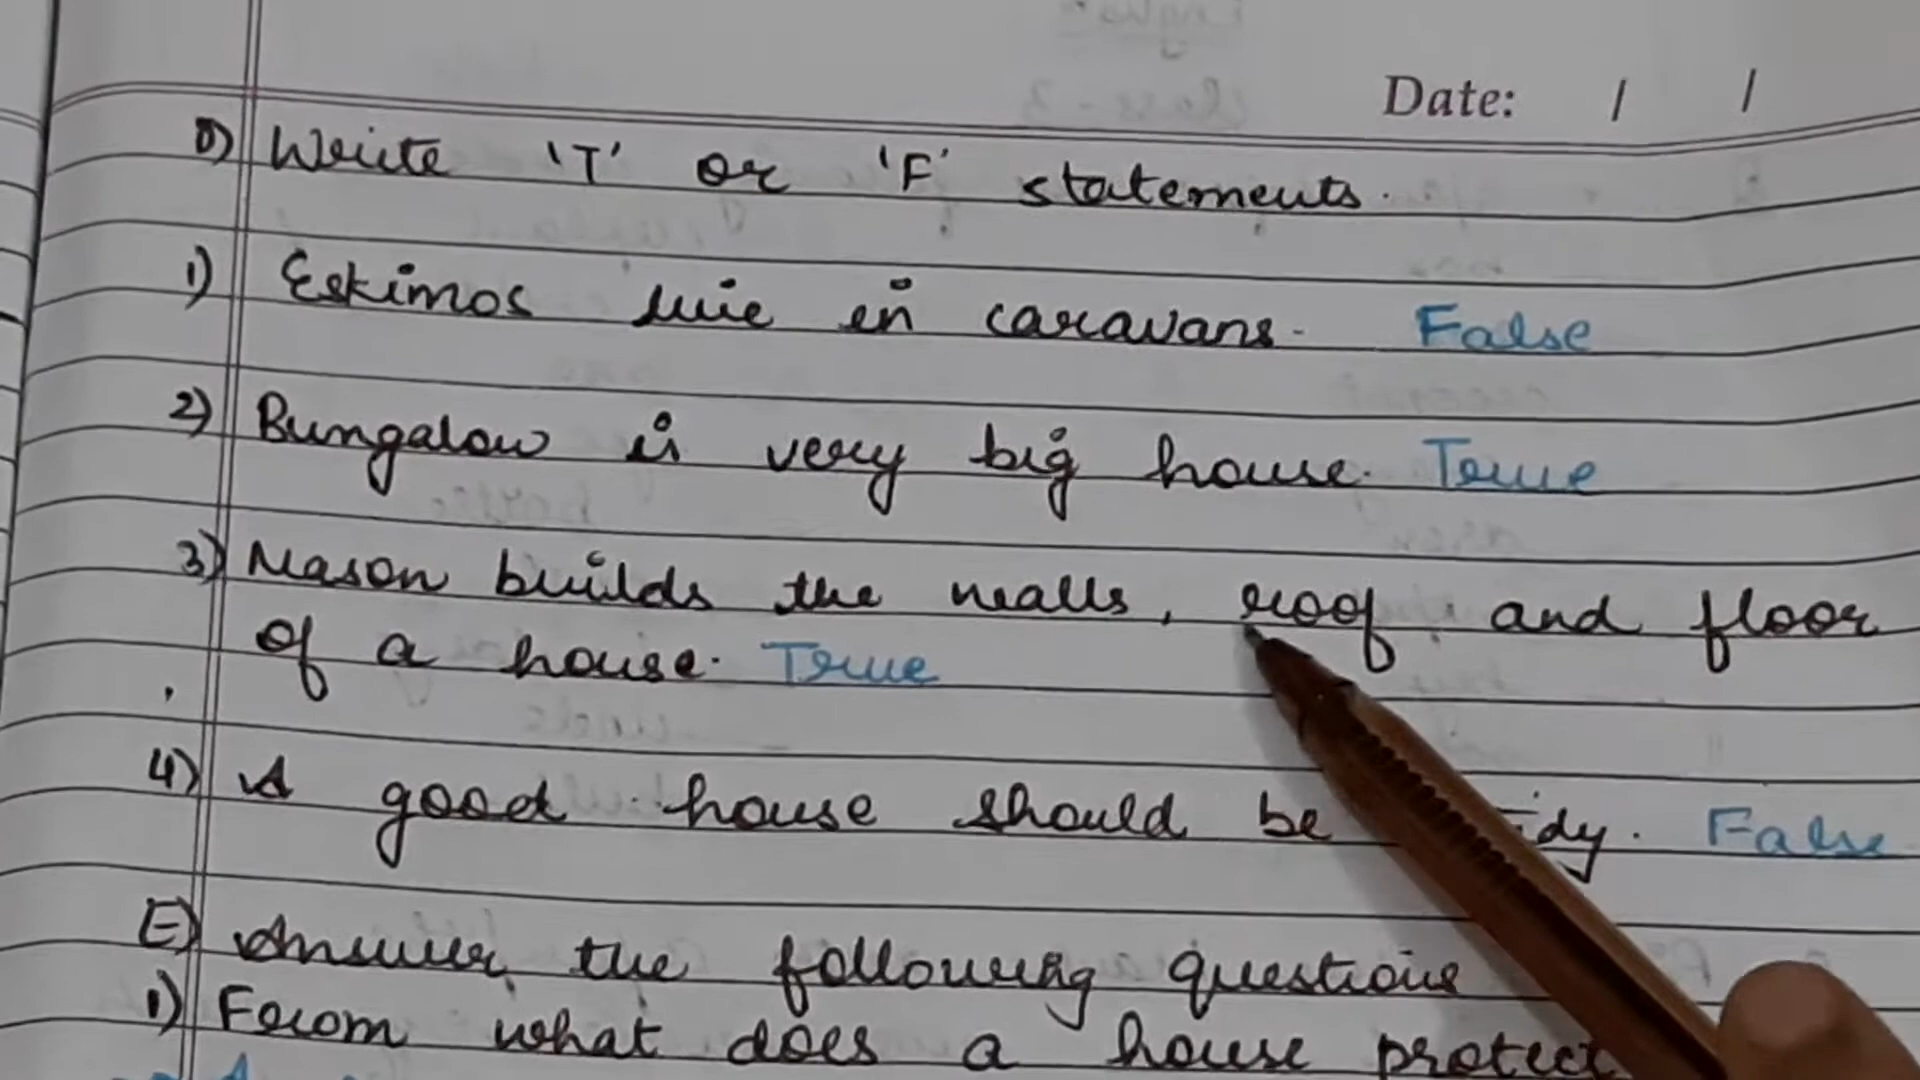 Date: / /
D) Write 'T' or 'F' statements.
1) Eskimos live in caravans. False
2) Bungalow is very big house. True
3) Mason builds the walls, roof and floor
of a house. True
4) A good house should be . False
E) Answer the following questions
1) From what does a house protect